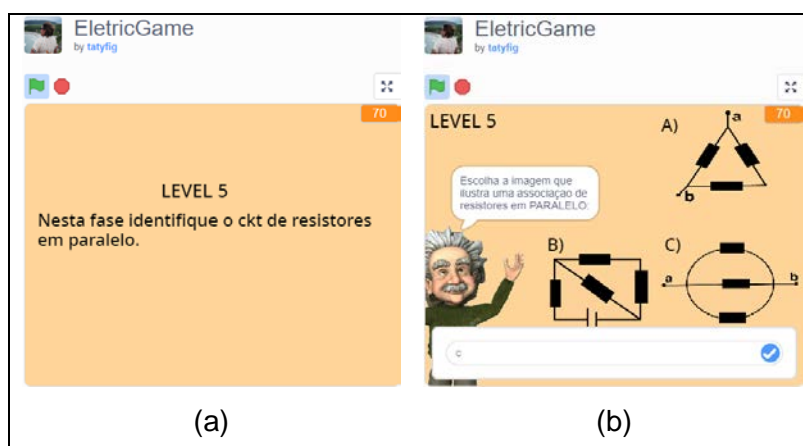 EletricGame
by tatyfig
70
LEVEL 5
Nesta fase identifique o ckt de resistores
em paralelo.
(a)
EletricGame
by tatyfig
70
LEVEL 5
A)
a
b
Escolha a imagem que
ilustra uma associação de
resistores em PARALELO:
B)
C)
a
b
c
(b)